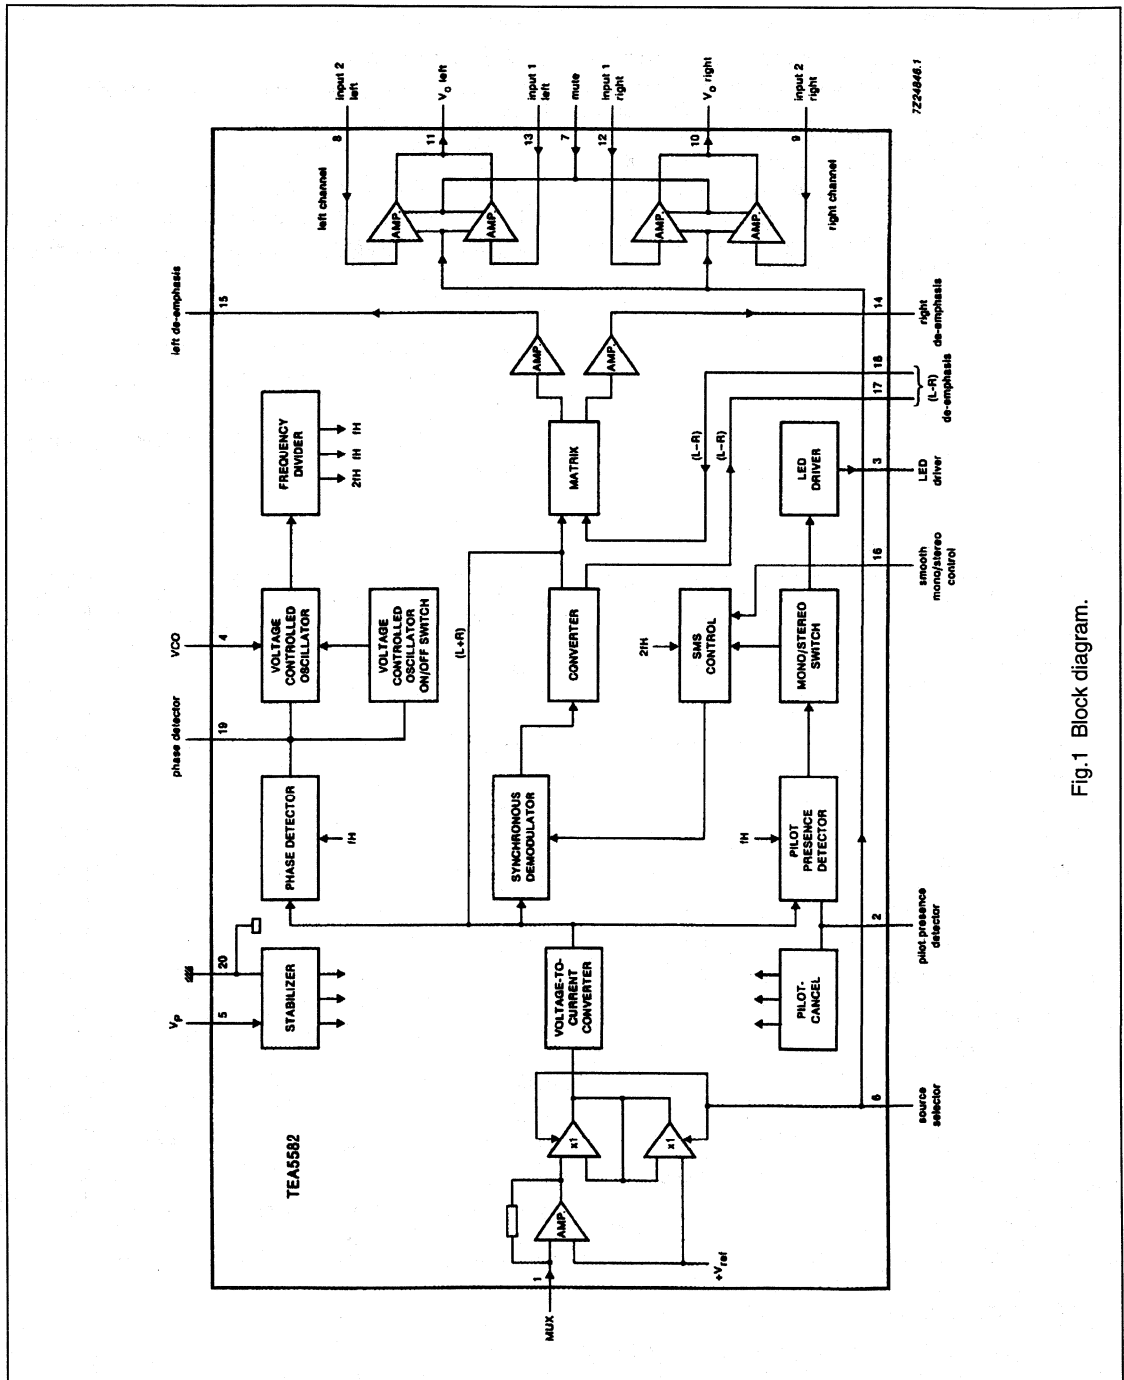 TEA5582
MUX
1
AMP.
+Vref
x1
x1
VP
5
20
STABILIZER
VOLTAGE-TO-
CURRENT
CONVERTER
PILOT-
CANCEL
source
selector
6
pilot presence
detector
2
phase detector
19
PHASE DETECTOR
fH
SYNCHRONOUS
DEMODULATOR
fH
PILOT
PRESENCE
DETECTOR
VCO
4
VOLTAGE
CONTROLLED
OSCILLATOR
VOLTAGE
CONTROLLED
OSCILLATOR
ON/OFF SWITCH
(L+R)
CONVERTER
2fH
SMS
CONTROL
MONO/STEREO
SWITCH
16
smooth
mono/stereo
control
FREQUENCY
DIVIDER
2fH
fH
fH
MATRIX
(L-R)
(L-R)
LED
DRIVER
3
LED
driver
17
18
(L-R)
de-emphasis
left de-emphasis
15
AMP.
AMP.
14
right
de-emphasis
left channel
AMP.
AMP.
AMP.
AMP.
right channel
8
11
13
7
12
10
9
input 2
left
VO left
input 1
left
mute
input 1
right
VO right
input 2
right
7Z24846.1
Fig.1 Block diagram.